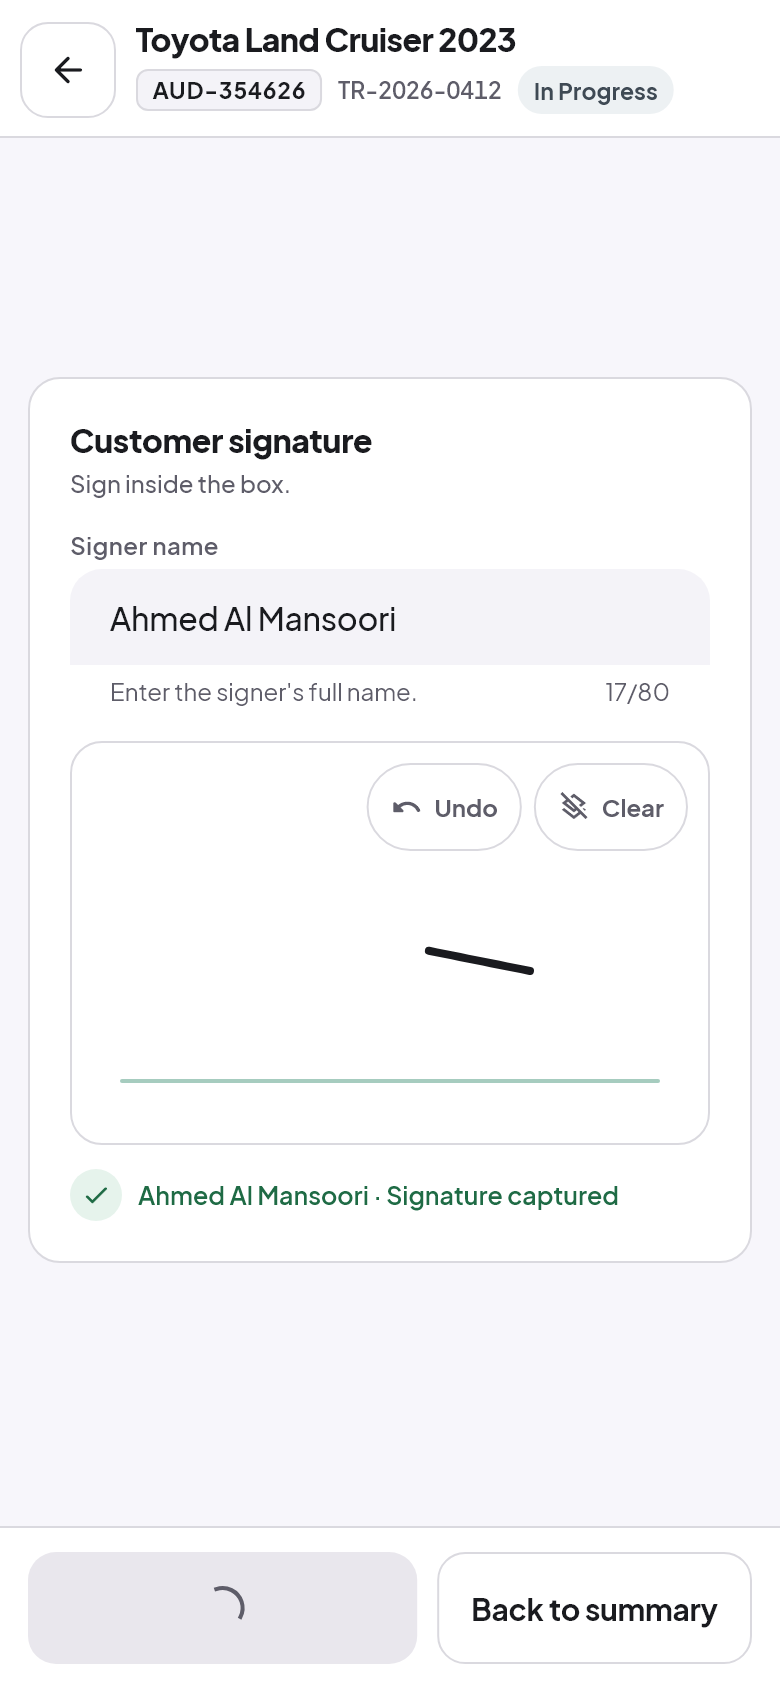 Toyota Land Cruiser 2023
AUD-354626 TR-2026-0412 In Progress
Customer signature
Sign inside the box.
Signer name
Ahmed Al Mansoori
Enter the signer's full name. 17/80
Undo Clear
Ahmed Al Mansoori · Signature captured
Back to summary